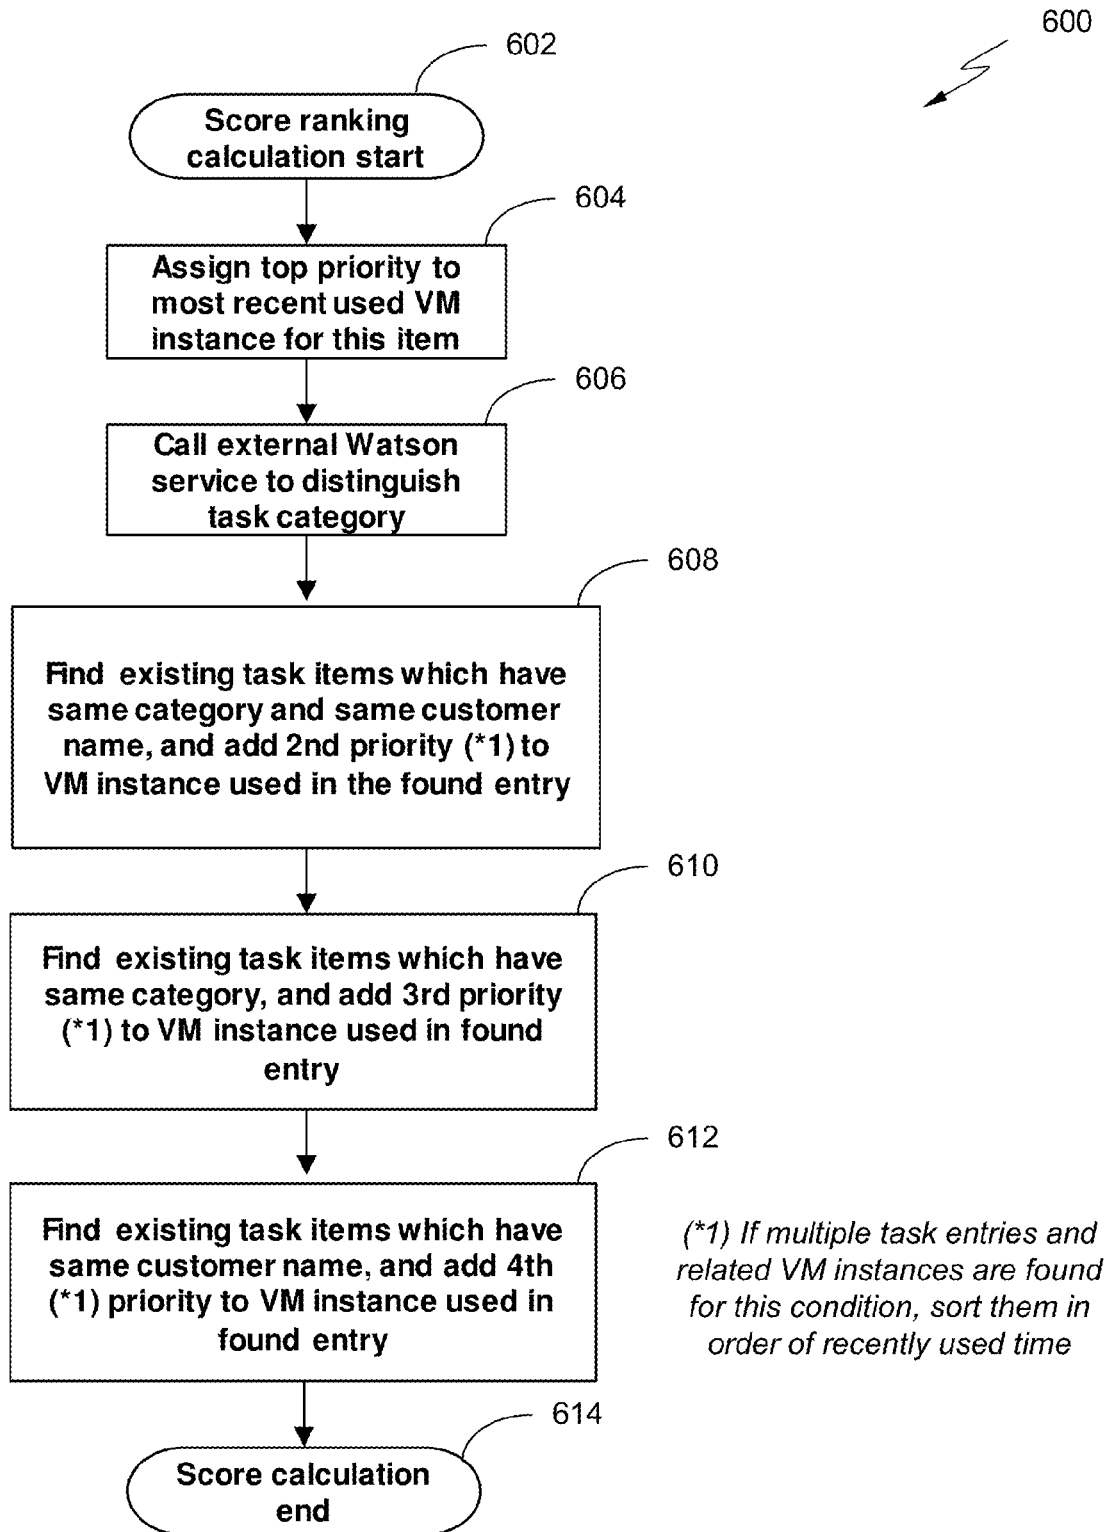 600
602
Score ranking
calculation start
604
Assign top priority to
most recent used VM
instance for this item
606
Call external Watson
service to distinguish
task category
608
Find existing task items which have
same category and same customer
name, and add 2nd priority (*1) to
VM instance used in the found entry
610
Find existing task items which have
same category, and add 3rd priority
(*1) to VM instance used in found
entry
612
Find existing task items which have
same customer name, and add 4th
(*1) priority to VM instance used in
found entry
(*1) If multiple task entries and
related VM instances are found
for this condition, sort them in
order of recently used time
614
Score calculation
end